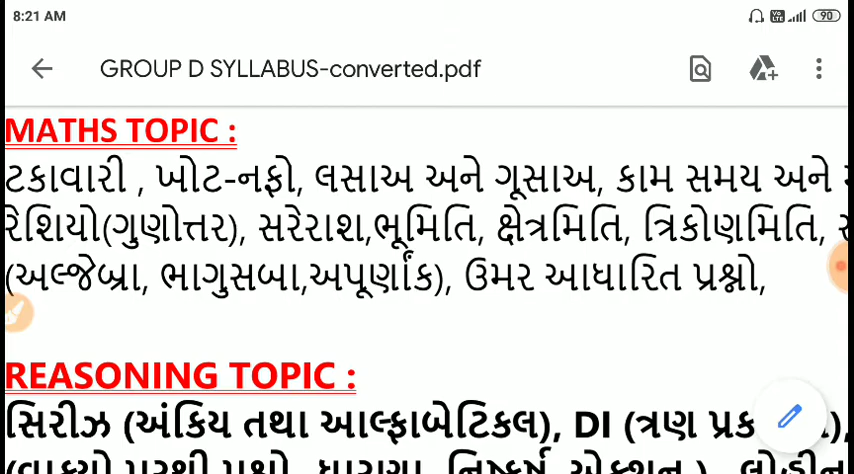 8:21 AM
90
GROUP D SYLLABUS-converted.pdf
MATHS TOPIC :
ટકાવારી , ખોટ-નફો, લસાઅ અને ગૂસાઅ, કામ સમય અને
રેશિયો(ગુણોત્તર), સરેરાશ,ભૂમિતિ, ક્ષેત્રમિતિ, ત્રિકોણમિતિ,
(અલ્જેબ્રા, ભાગુસબા,અપૂર્ણાંક), ઉમર આધારિત પ્રશ્નો,
REASONING TOPIC :
સિરીઝ (અંકિય તથા આલ્ફાબેટિકલ), DI (ત્રણ